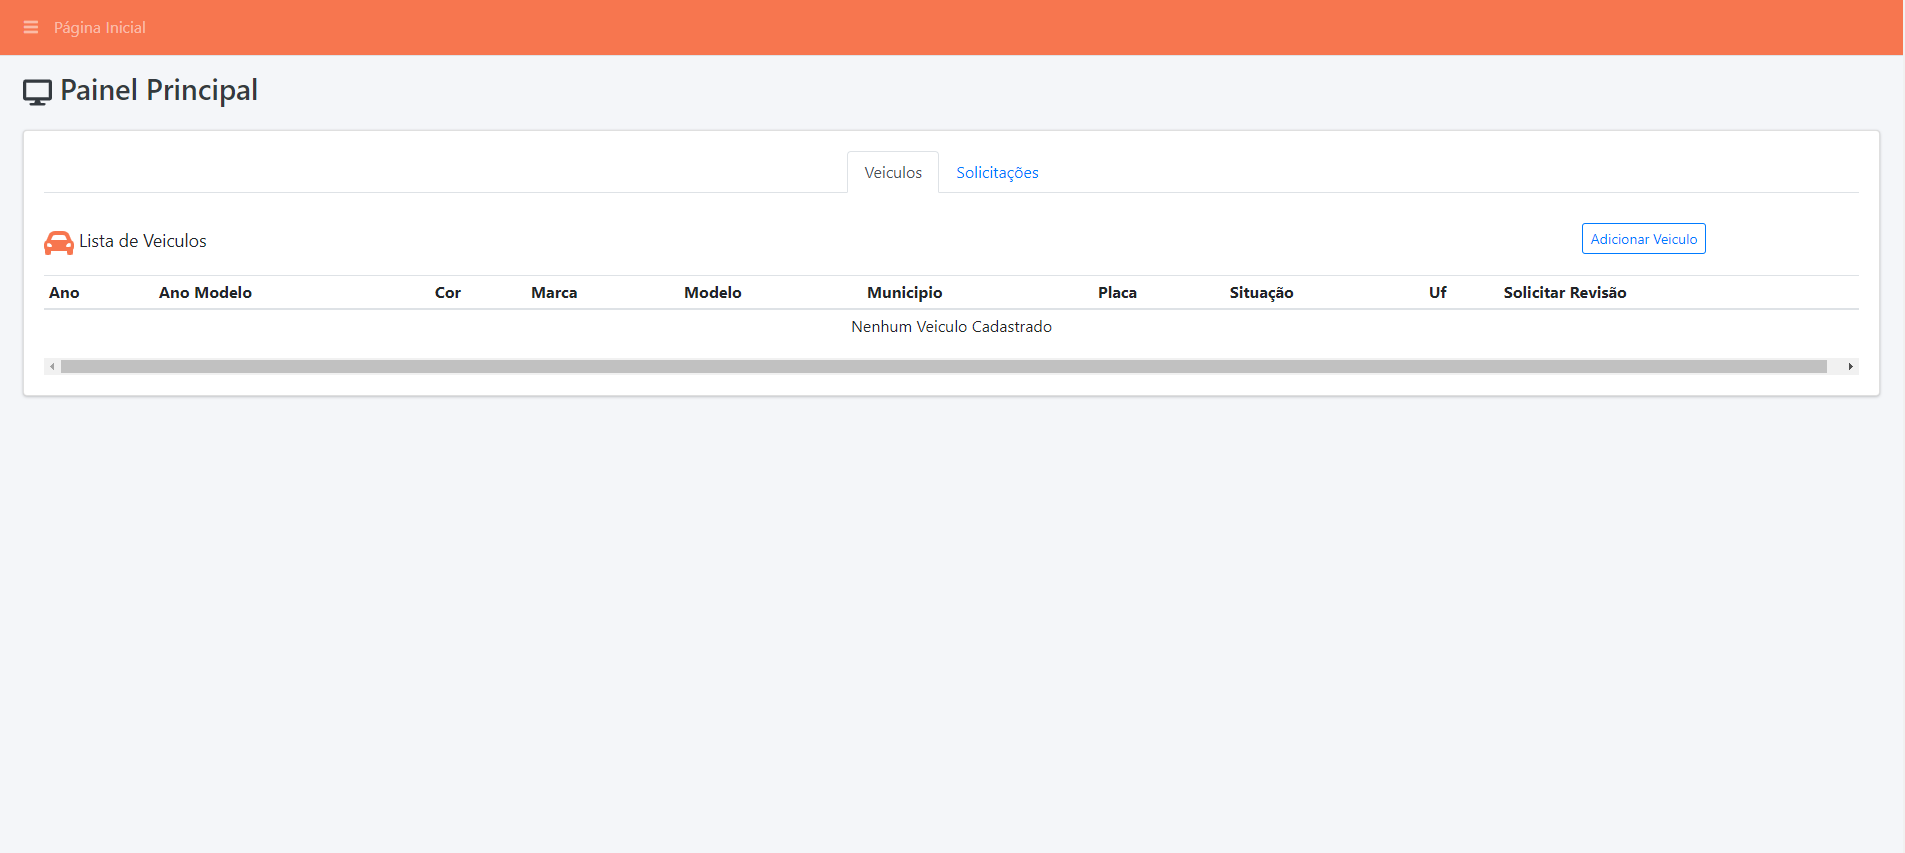 Página Inicial
Painel Principal
Veiculos Solicitações
Lista de Veiculos Adicionar Veiculo
Ano Ano Modelo Cor Marca Modelo Municipio Placa Situação Uf Solicitar Revisão
Nenhum Veiculo Cadastrado